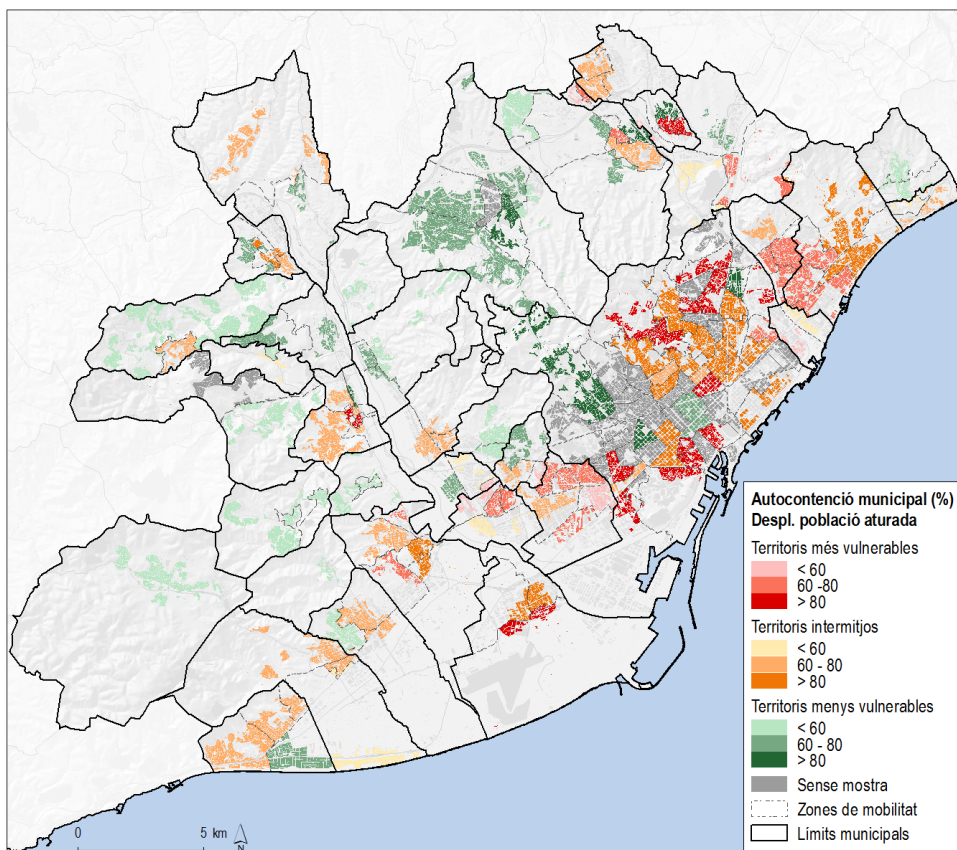 Autocontenció municipal (%)
Despl. població aturada
Territoris més vulnerables
< 60
60 -80
> 80
Territoris intermitjos
< 60
60 - 80
> 80
Territoris menys vulnerables
< 60
60 - 80
> 80
Sense mostra
Zones de mobilitat
Límits municipals
0 5 km
N